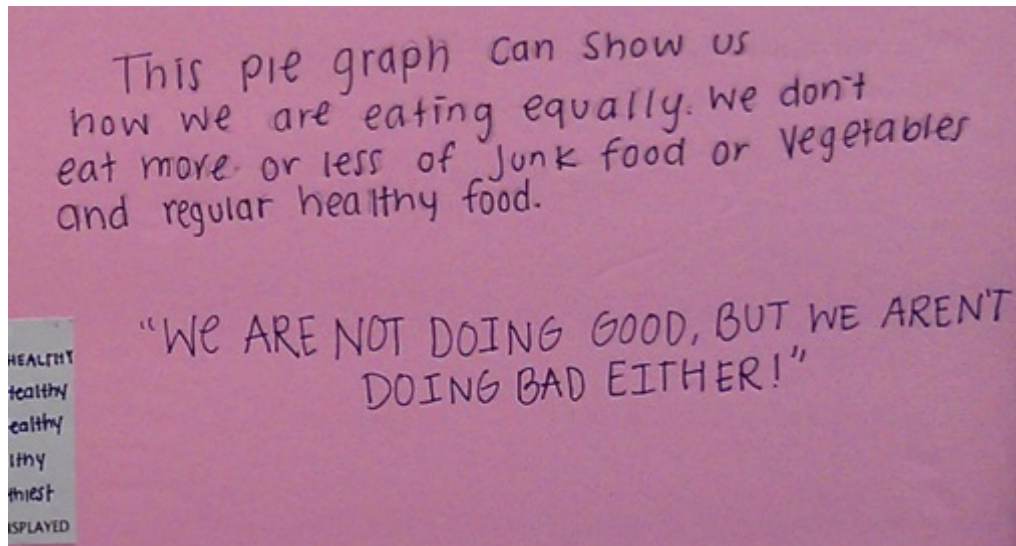 This pie graph can show us
how we are eating equally. We don't
eat more or less of Junk food or vegetables
and regular healthy food.
"We ARE NOT DOING GOOD, BUT WE AREN'T
DOING BAD EITHER!"
HEALTHY
Healthy
ealthy
lthy
thiest
ISPLAYED